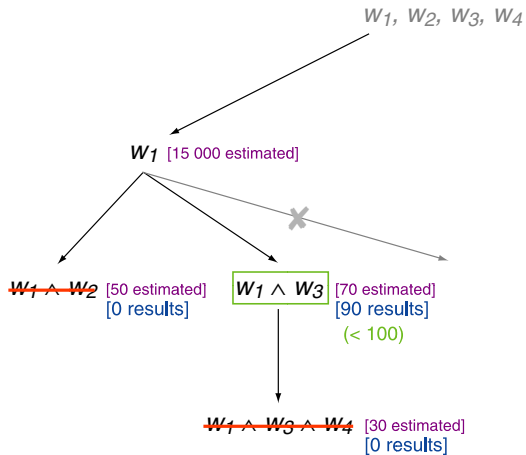 w1, w2, w3, w4
w1 [15 000 estimated]
w1 ∧ w2 [50 estimated]
[0 results]
w1 ∧ w3 [70 estimated]
[90 results]
(< 100)
w1 ∧ w3 ∧ w4 [30 estimated]
[0 results]